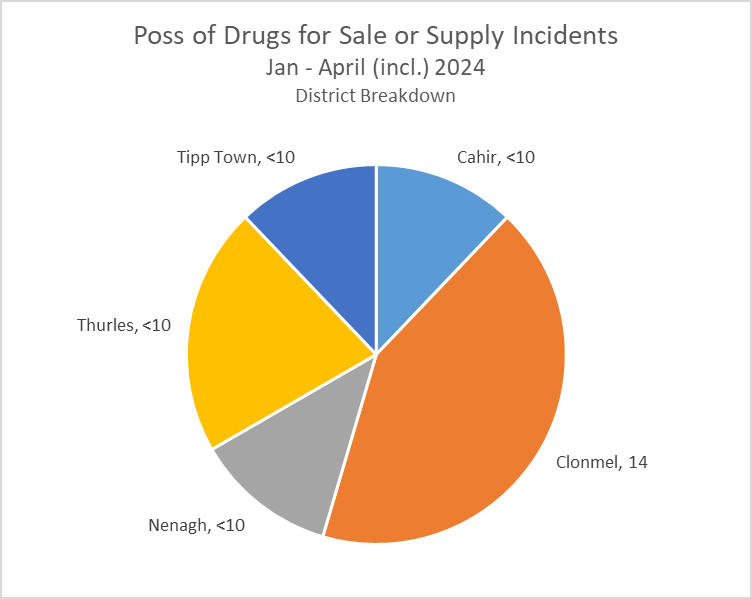 Poss of Drugs for Sale or Supply Incidents
Jan - April (incl.) 2024
District Breakdown
Tipp Town, <10
Cahir, <10
Thurles, <10
Clonmel, 14
Nenagh, <10